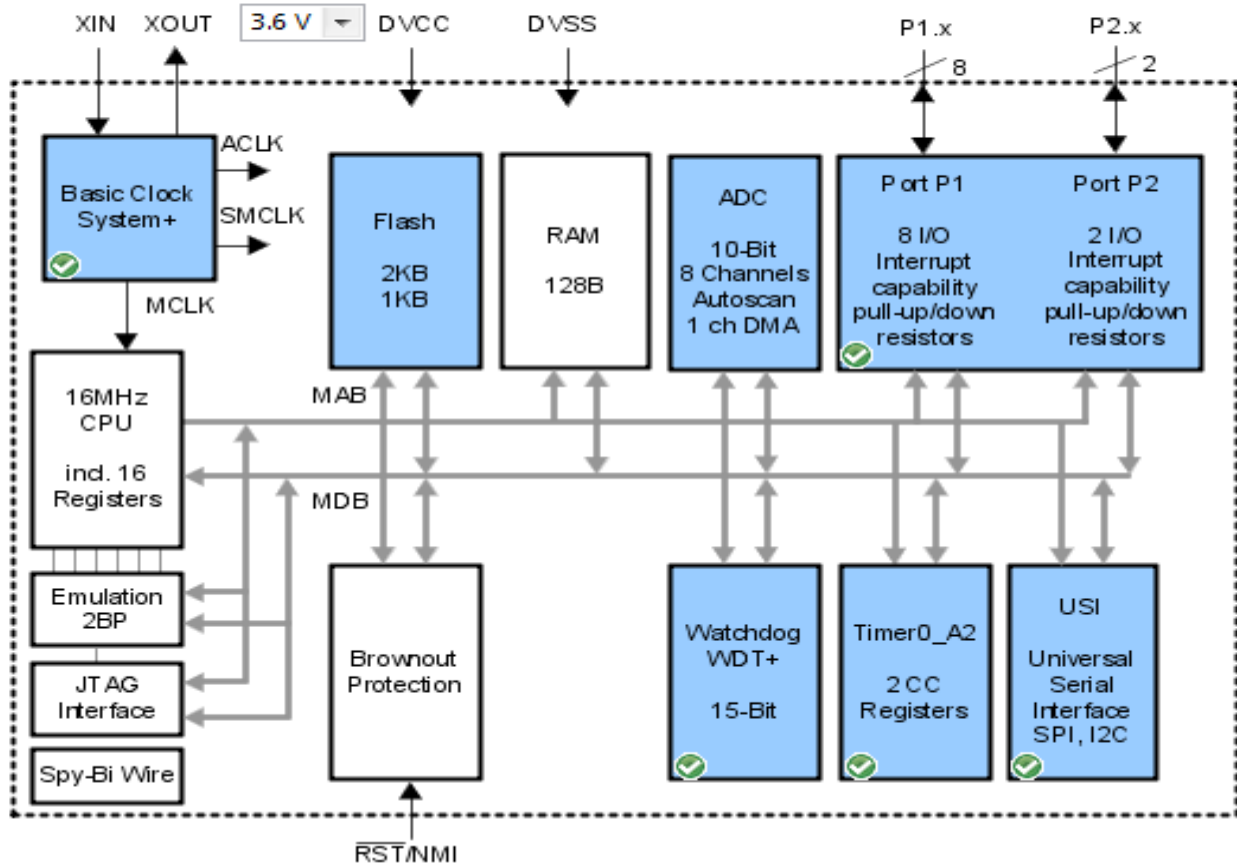 XIN
XOUT
3.6 V
DVCC
DVSS
P1.x
P2.x
8
2
Basic Clock
System+
ACLK
SMCLK
MCLK
Flash
2KB
1KB
RAM
128B
ADC
10-Bit
8 Channels
Autoscan
1 ch DMA
Port P1
8 I/O
Interrupt
capability
pull-up/down
resistors
Port P2
2 I/O
Interrupt
capability
pull-up/down
resistors
16MHz
CPU
incl. 16
Registers
MAB
MDB
Emulation
2BP
JTAG
Interface
Spy-Bi Wire
Brownout
Protection
Watchdog
WDT+
15-Bit
Timer0_A2
2 CC
Registers
USI
Universal
Serial
Interface
SPI, I2C
RST/NMI